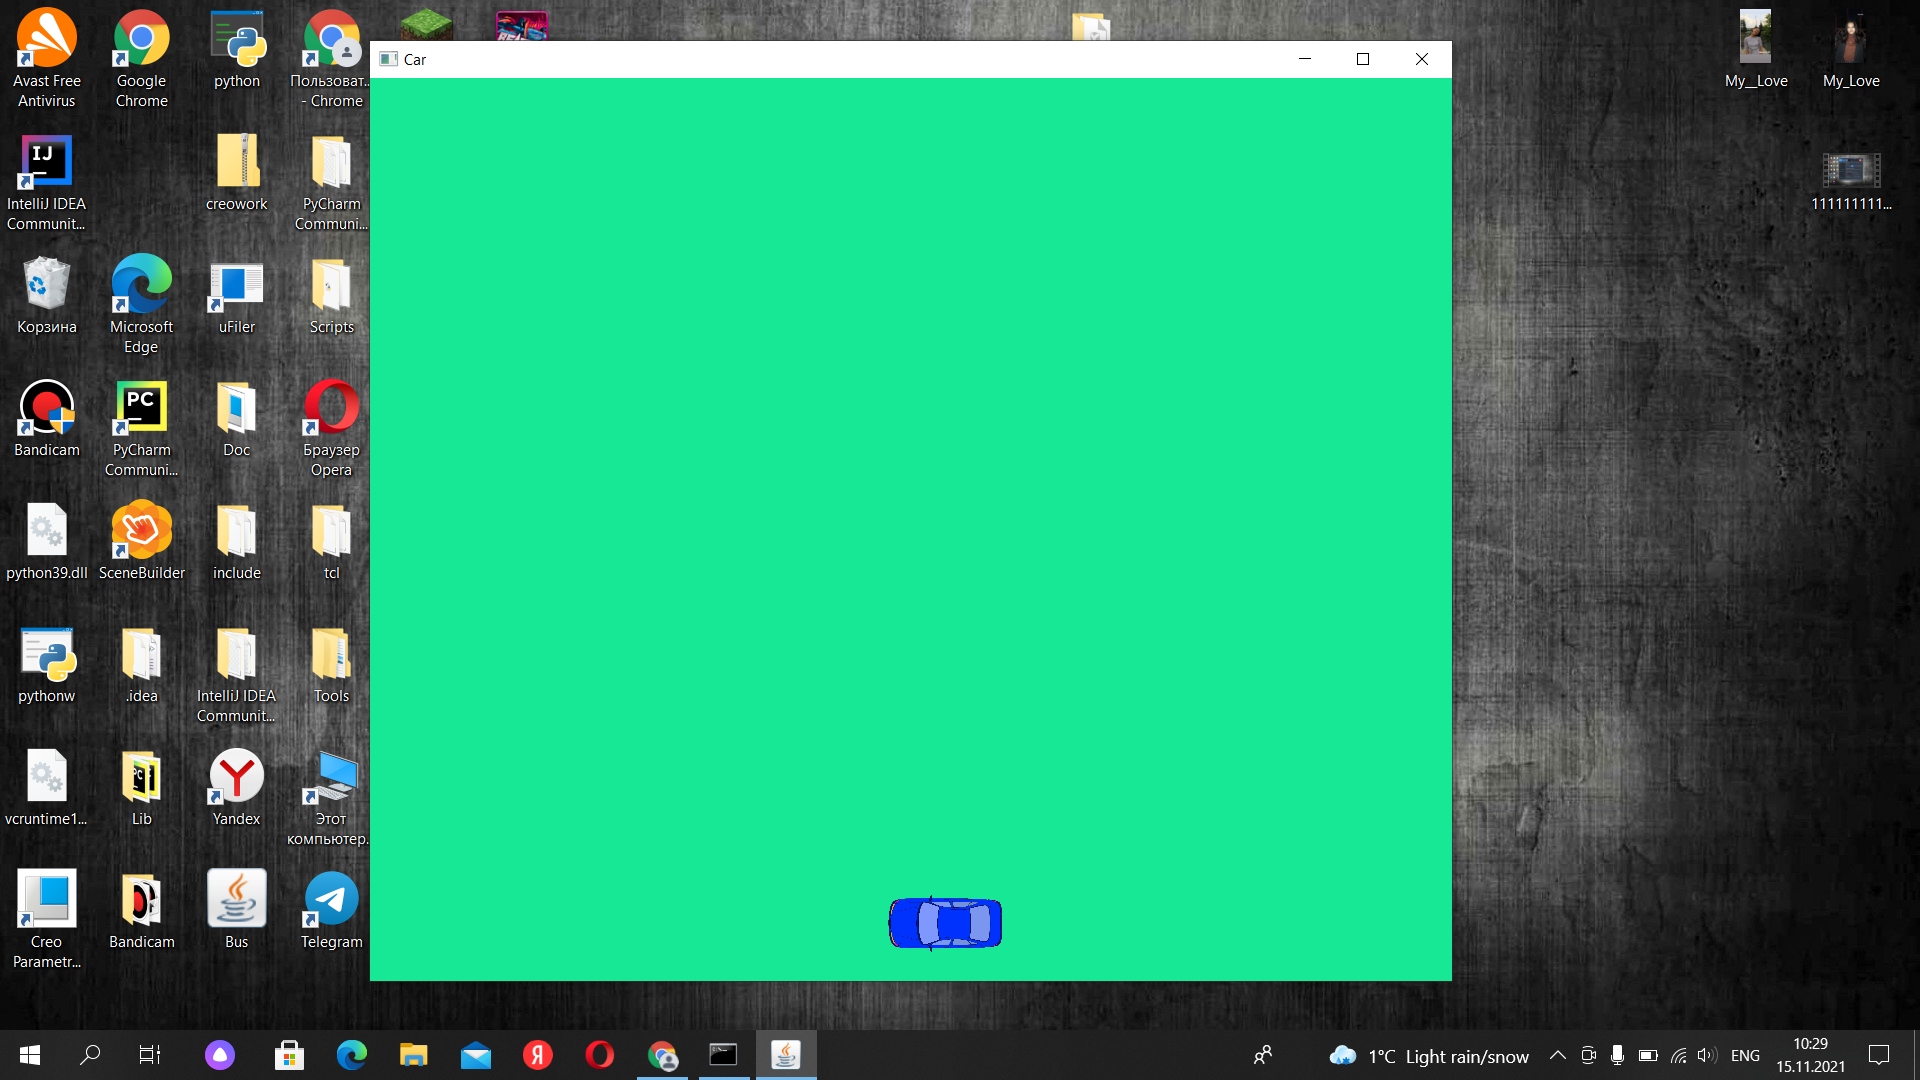 Avast Free
Antivirus
Google
Chrome
python
Пользоват...
- Chrome
Car
My__Love
My_Love
IJ
IntelliJ IDEA
Communit...
creowork
PyCharm
Communi...
111111111...
Корзина
Microsoft
Edge
uFiler
Scripts
Bandicam
PC
PyCharm
Communi...
Doc
Браузер
Opera
python39.dll
SceneBuilder
include
tcl
pythonw
.idea
IntelliJ IDEA
Communit...
Tools
vcruntime1...
PC
Lib
Yandex
Этот
компьютер.
Creo
Parametr...
Bandicam
Bus
Telegram
Я
1°C Light rain/snow
ENG
10:29
15.11.2021